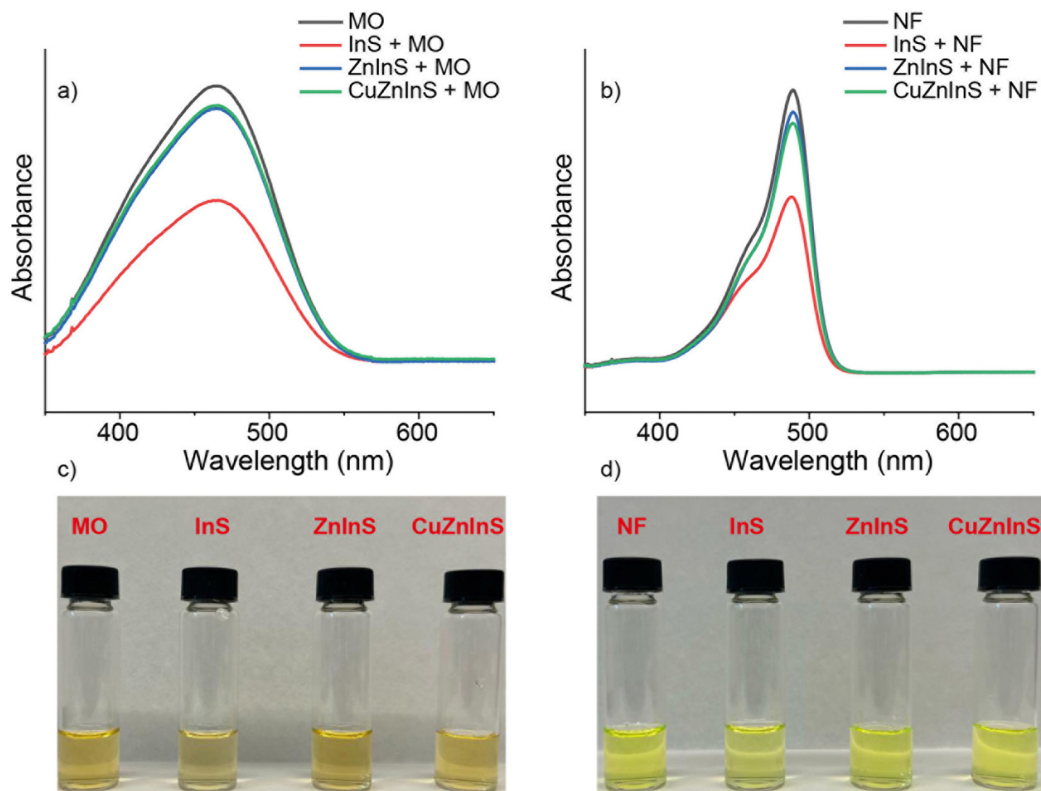 a)
MO
InS + MO
ZnInS + MO
CuZnInS + MO
Absorbance
400
500
600
Wavelength (nm)
b)
NF
InS + NF
ZnInS + NF
CuZnInS + NF
Absorbance
400
500
600
Wavelength (nm)
c)
MO
InS
ZnInS
CuZnInS
d)
NF
InS
ZnInS
CuZnInS